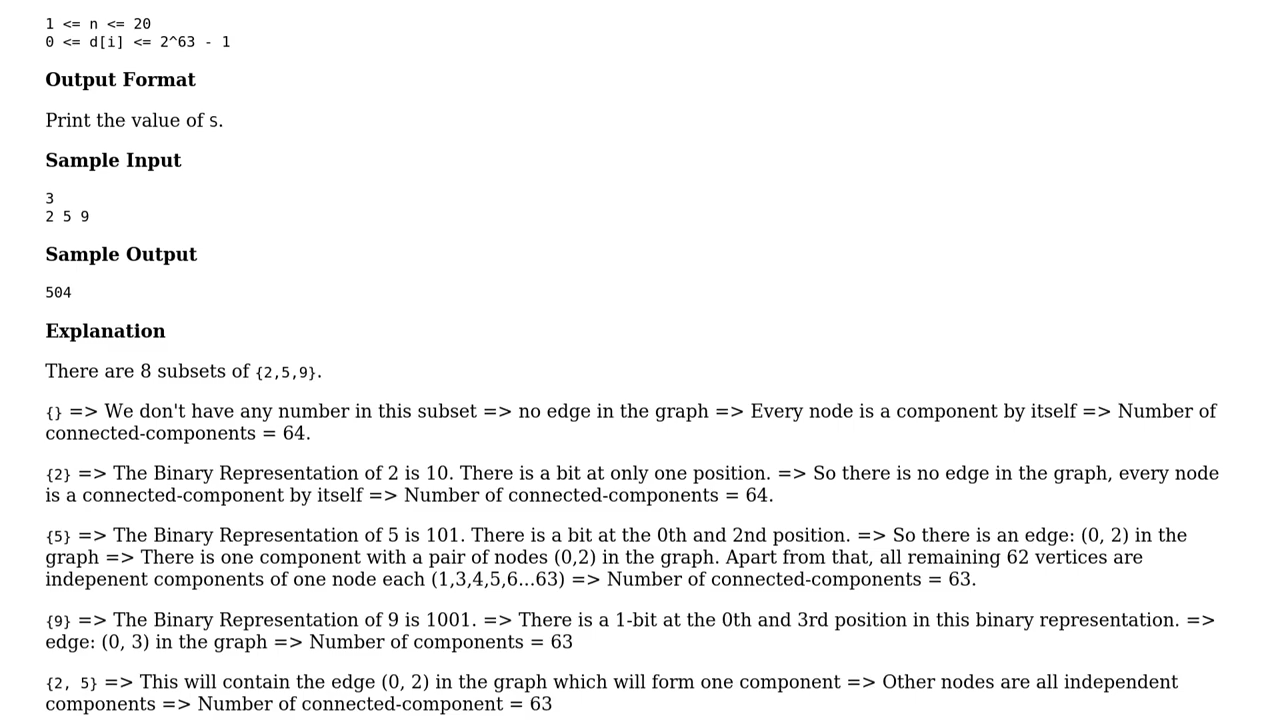 1 <= n <= 20
0 <= d[i] <= 2^63 - 1
Output Format
Print the value of s.
Sample Input
3
2 5 9
Sample Output
504
Explanation
There are 8 subsets of {2,5,9}.
{} => We don't have any number in this subset => no edge in the graph => Every node is a component by itself => Number of
connected-components = 64.
{2} => The Binary Representation of 2 is 10. There is a bit at only one position. => So there is no edge in the graph, every node
is a connected-component by itself => Number of connected-components = 64.
{5} => The Binary Representation of 5 is 101. There is a bit at the 0th and 2nd position. => So there is an edge: (0, 2) in the
graph => There is one component with a pair of nodes (0,2) in the graph. Apart from that, all remaining 62 vertices are
indepenent components of one node each (1,3,4,5,6...63) => Number of connected-components = 63.
{9} => The Binary Representation of 9 is 1001. => There is a 1-bit at the 0th and 3rd position in this binary representation. =>
edge: (0, 3) in the graph => Number of components = 63
{2, 5} => This will contain the edge (0, 2) in the graph which will form one component => Other nodes are all independent
components => Number of connected-component = 63